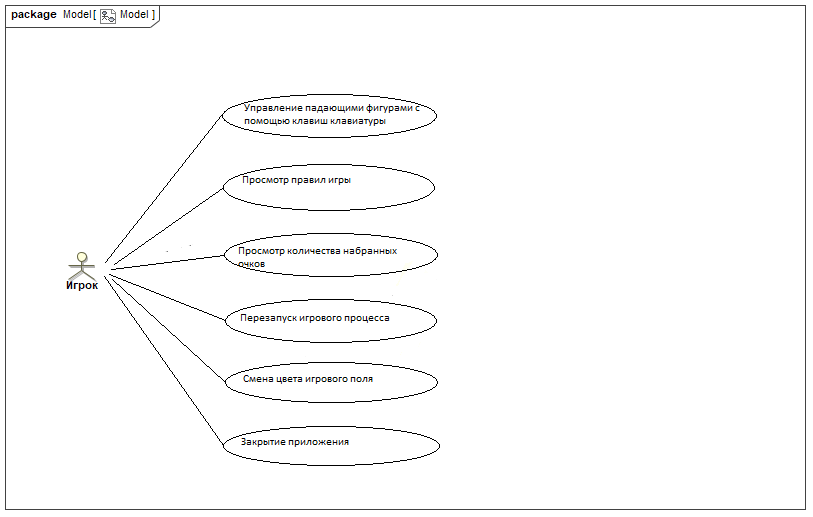 package Model [ Model ]
Управление падающими фигурами с
помощью клавиш клавиатуры
Просмотр правил игры
Просмотр количества набранных
очков
Игрок
Перезапуск игрового процесса
Смена цвета игрового поля
Закрытие приложения